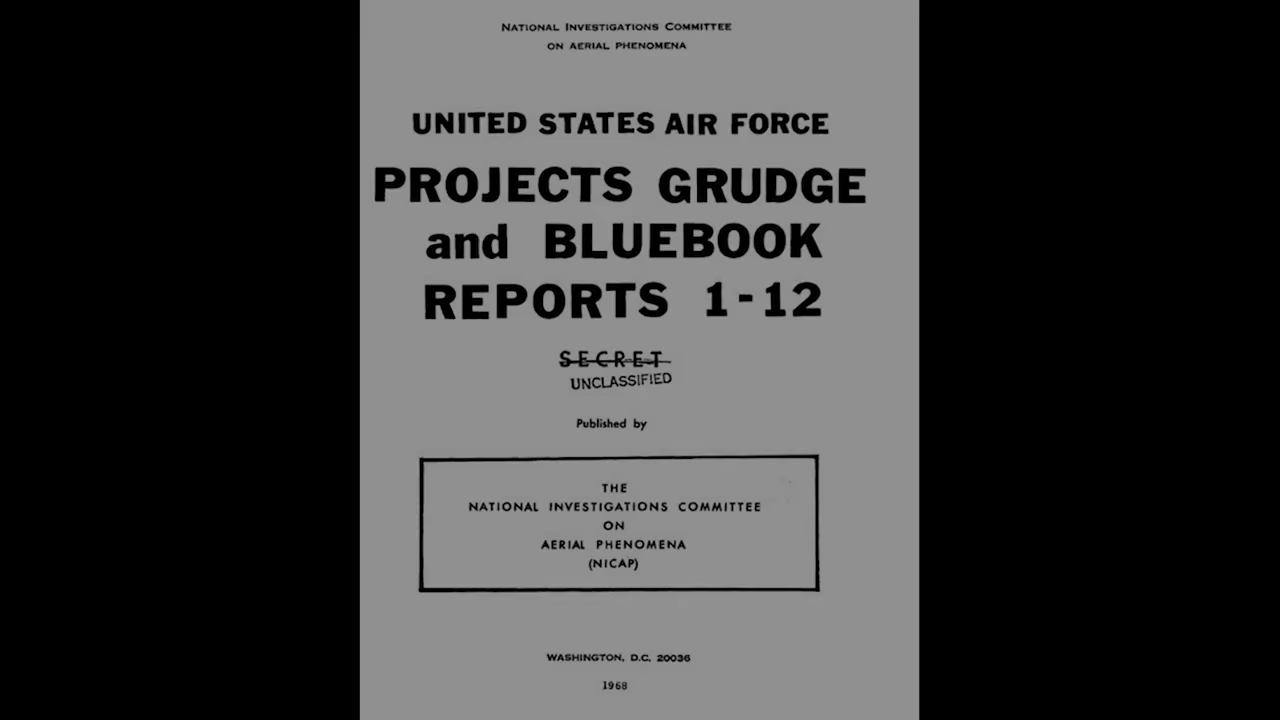 NATIONAL INVESTIGATIONS COMMITTEE
ON AERIAL PHENOMENA
UNITED STATES AIR FORCE
PROJECTS GRUDGE
and BLUEBOOK
REPORTS 1-12
SECRET
UNCLASSIFIED
Published by
THE
NATIONAL INVESTIGATIONS COMMITTEE
ON
AERIAL PHENOMENA
(NICAP)
WASHINGTON, D.C. 20036
1968